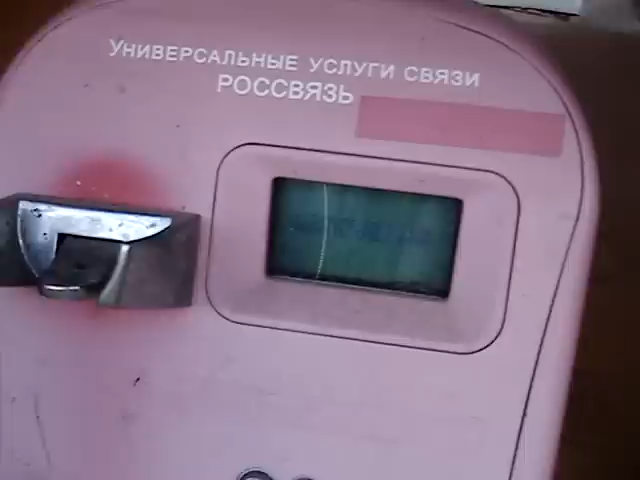 Универсальные услуги связи
РОССВЯЗЬ